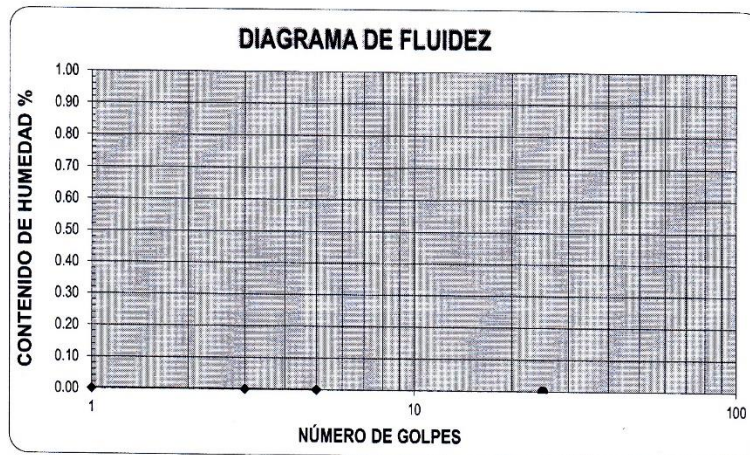 DIAGRAMA DE FLUIDEZ
CONTENIDO DE HUMEDAD %
1.00
0.90
0.80
0.70
0.60
0.50
0.40
0.30
0.20
0.10
0.00
1 10 100
NÚMERO DE GOLPES